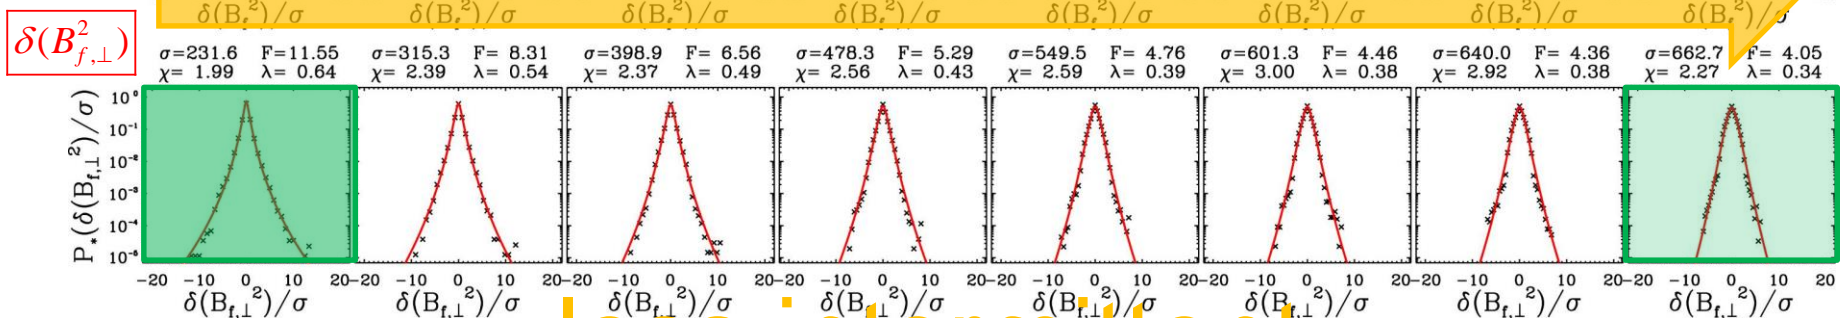 δ(B_f²)/σ δ(B_f²)/σ δ(B_f²)/σ δ(B_f²)/σ δ(B_f²)/σ δ(B_f²)/σ δ(B_f²)/σ δ(B_f²)/σ
δ(B²_{f,⊥})
σ=231.6 F=11.55 σ=315.3 F= 8.31 σ=398.9 F= 6.56 σ=478.3 F= 5.29 σ=549.5 F= 4.76 σ=601.3 F= 4.46 σ=640.0 F= 4.36 σ=662.7 F= 4.05
χ= 1.99 λ= 0.64 χ= 2.39 λ= 0.54 χ= 2.37 λ= 0.49 χ= 2.56 λ= 0.43 χ= 2.59 λ= 0.39 χ= 3.00 λ= 0.38 χ= 2.92 λ= 0.38 χ= 2.27 λ= 0.34
P_*(δ(B_{f,⊥}²)/σ)
10⁰
10⁻¹
10⁻²
10⁻³
10⁻⁴
10⁻⁵
-20 -10 0 10 20 -20 -10 0 10 20 -20 -10 0 10 20 -20 -10 0 10 20 -20 -10 0 10 20 -20 -10 0 10 20 -20 -10 0 10 20 -20 -10 0 10 20
δ(B_{f,⊥}²)/σ δ(B_{f,⊥}²)/σ δ(B_{f,⊥}²)/σ δ(B_{f,⊥}²)/σ δ(B_{f,⊥}²)/σ δ(B_{f,⊥}²)/σ δ(B_{f,⊥}²)/σ δ(B_{f,⊥}²)/σ